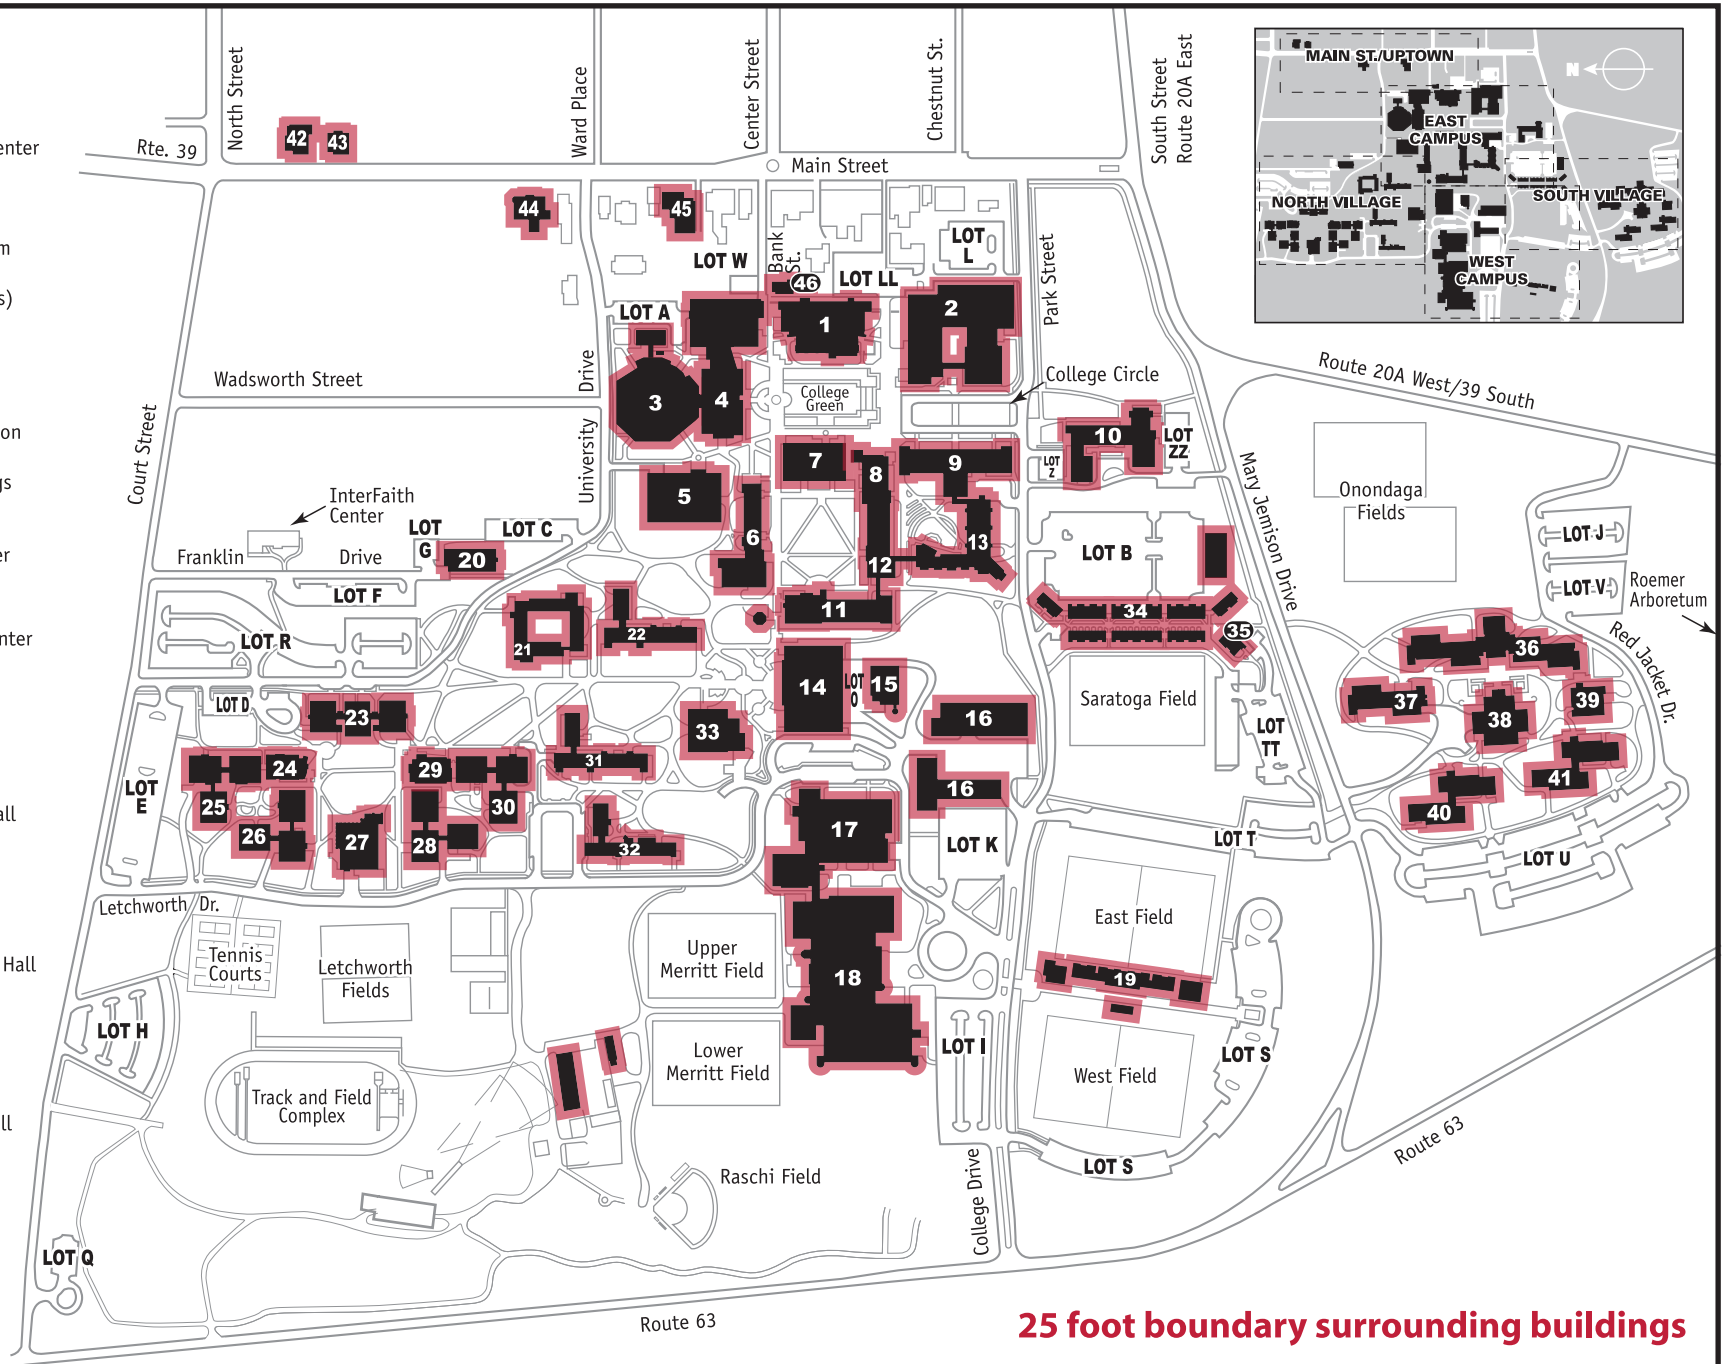 enter
m
s)
on
gs
er
nter
all
Hall
ll
North Street
Ward Place
Center Street
Chestnut St.
South Street
Route 20A East
MAIN ST./UPTOWN
N
EAST
CAMPUS
SOUTH VILLAGE
NORTH VILLAGE
WEST
CAMPUS
42
43
Rte. 39
Main Street
44
45
LOT W
Bank
St.
46
LOT LL
LOT
L
Park Street
LOT A
1
2
Route 20A West/39 South
Wadsworth Street
University Drive
3
4
College
Green
College Circle
Court Street
7
8
9
10
LOT
Z
LOT
ZZ
Mary Jemison Drive
Onondaga
Fields
InterFaith
Center
5
6
LOT
G
LOT C
Franklin Drive
20
12
13
LOT B
LOT J
LOT V
Roemer
Arboretum
LOT F
11
34
35
LOT R
21
22
36
Red Jacket Dr.
LOT D
23
14
LOT
O
15
16
33
Saratoga Field
LOT
TT
37
38
39
24
25
26
27
28
29
30
31
32
LOT
E
16
17
LOT K
LOT T
40
41
LOT U
Letchworth Dr.
Tennis
Courts
Letchworth
Fields
Upper
Merritt Field
18
East Field
19
LOT H
Lower
Merritt Field
LOT I
West Field
LOT S
Track and Field
Complex
Raschi Field
College Drive
LOT S
Route 63
LOT Q
Route 63
25 foot boundary surrounding buildings